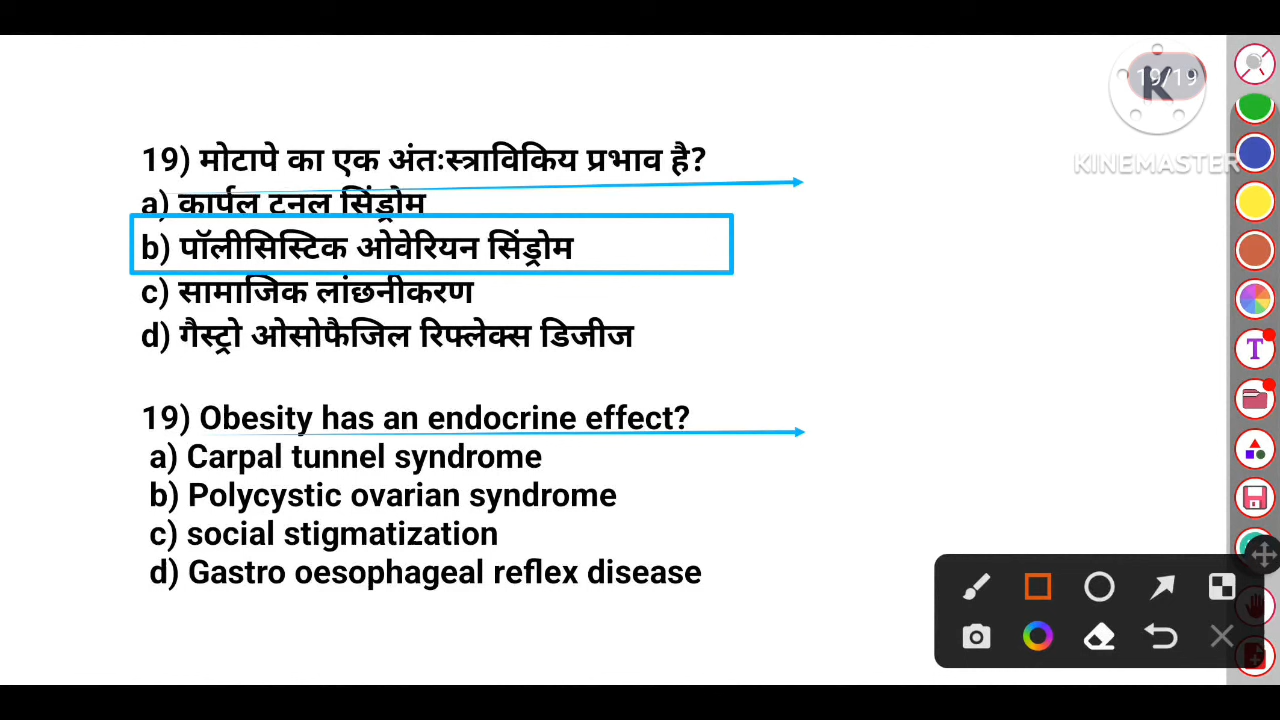 19/19
K
KINEMASTER
19) मोटापे का एक अंतःस्त्राविकिय प्रभाव है?
a) कार्पल टनल सिंड्रोम
b) पॉलीसिस्टिक ओवेरियन सिंड्रोम
c) सामाजिक लांछनीकरण
d) गैस्ट्रो ओसोफैजिल रिफ्लेक्स डिजीज
19) Obesity has an endocrine effect?
a) Carpal tunnel syndrome
b) Polycystic ovarian syndrome
c) social stigmatization
d) Gastro oesophageal reflex disease
T